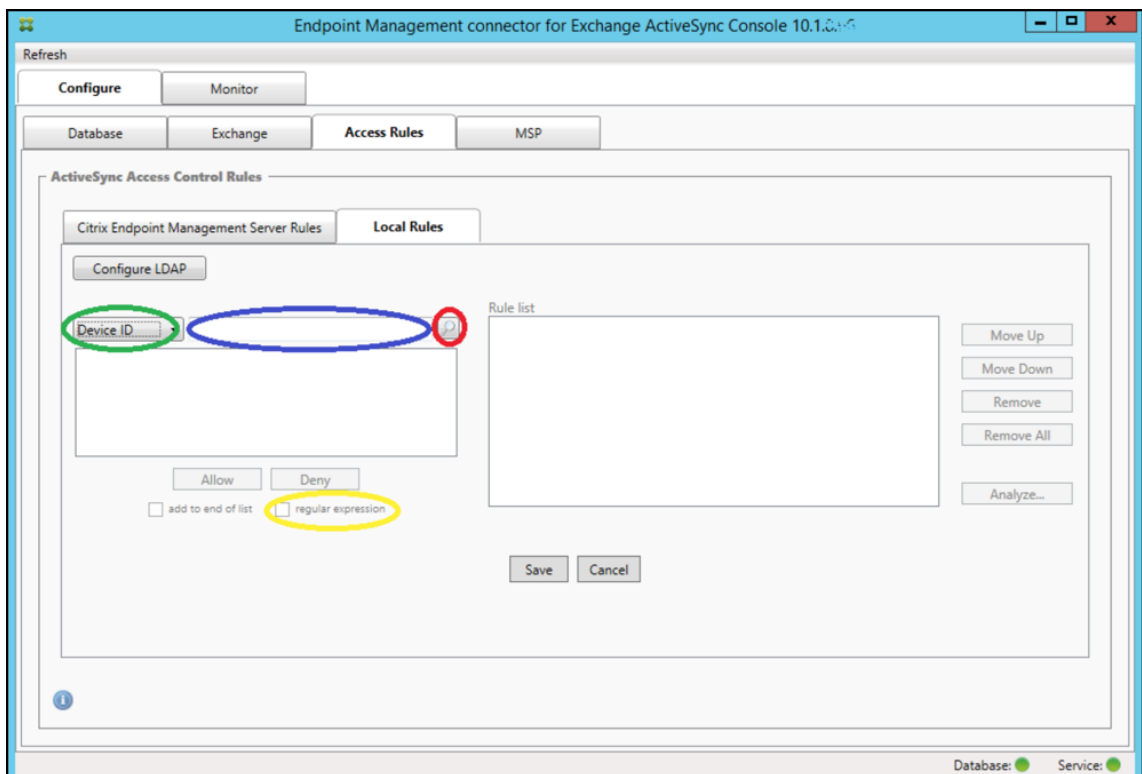 Endpoint Management connector for Exchange ActiveSync Console 10.1.
Refresh
Configure Monitor
Database Exchange Access Rules MSP
ActiveSync Access Control Rules
Citrix Endpoint Management Server Rules Local Rules
Configure LDAP
Rule list
Device ID
Move Up
Move Down
Remove
Remove All
Allow Deny
Analyze...
add to end of list regular expression
Save Cancel
Database: Service: